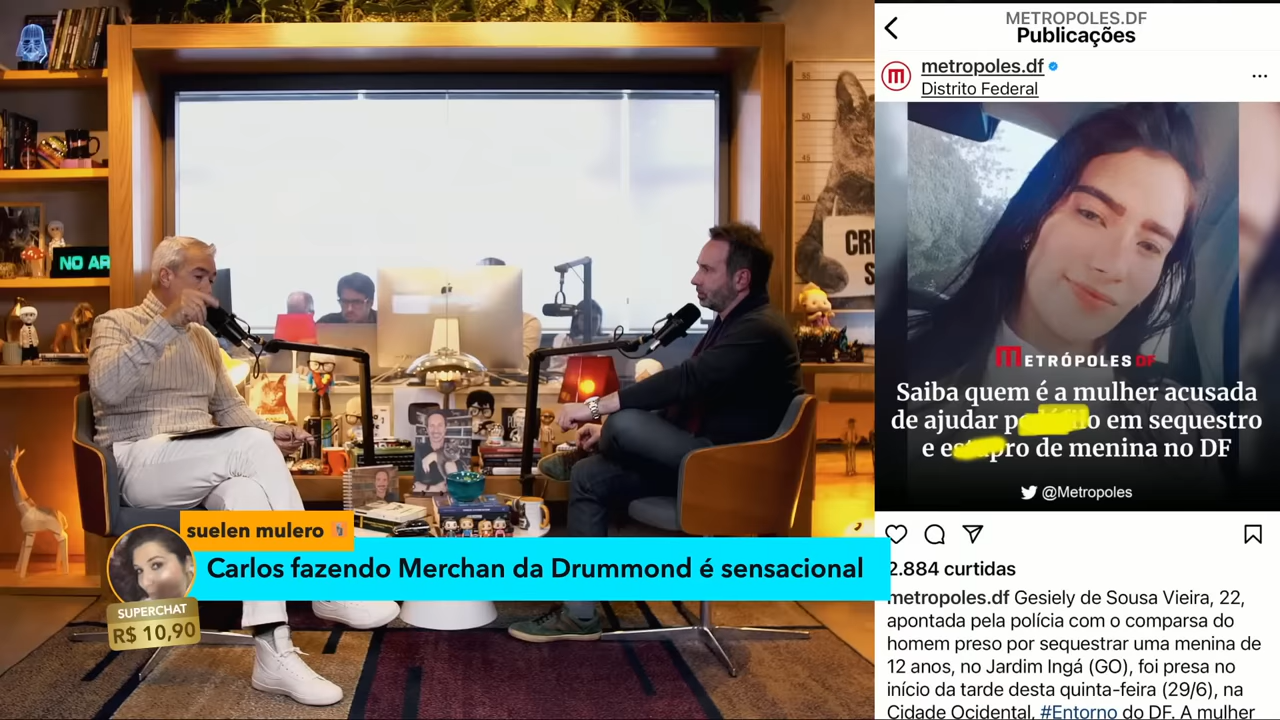 NO AR
CRI
S
suelen mulero
Carlos fazendo Merchan da Drummond é sensacional
SUPERCHAT
R$ 10,90
METROPOLES.DF
Publicações
metropoles.df
Distrito Federal
METRÓPOLES DF
Saiba quem é a mulher acusada
de ajudar p o em sequestro
e es pro de menina no DF
@Metropoles
2.884 curtidas
metropoles.df Gesiely de Sousa Vieira, 22,
apontada pela polícia com o comparsa do
homem preso por sequestrar uma menina de
12 anos, no Jardim Ingá (GO), foi presa no
início da tarde desta quinta-feira (29/6), na
Cidade Ocidental, #Entorno do DF. A mulher